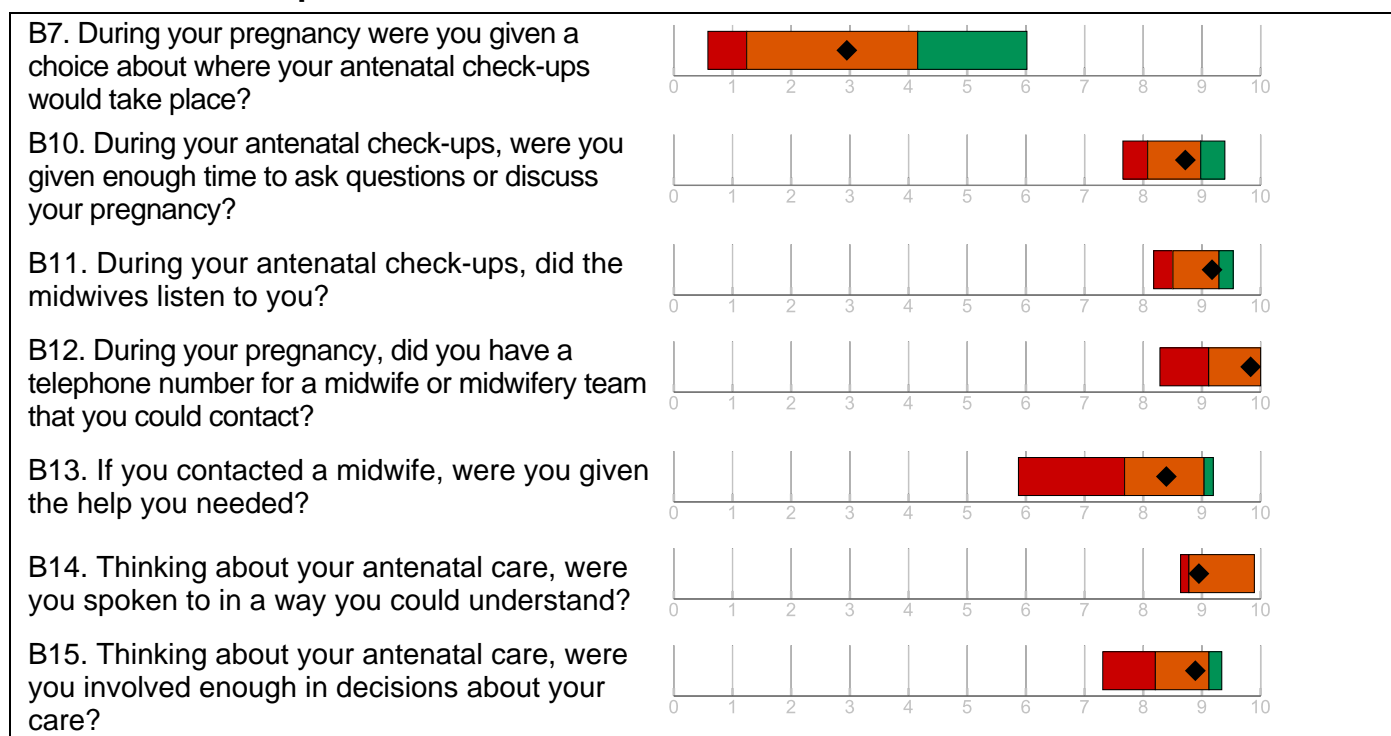 B7. During your pregnancy were you given a
choice about where your antenatal check-ups
would take place?
0 1 2 3 4 5 6 7 8 9 10
B10. During your antenatal check-ups, were you
given enough time to ask questions or discuss
your pregnancy?
0 1 2 3 4 5 6 7 8 9 10
B11. During your antenatal check-ups, did the
midwives listen to you?
0 1 2 3 4 5 6 7 8 9 10
B12. During your pregnancy, did you have a
telephone number for a midwife or midwifery team
that you could contact?
0 1 2 3 4 5 6 7 8 9 10
B13. If you contacted a midwife, were you given
the help you needed?
0 1 2 3 4 5 6 7 8 9 10
B14. Thinking about your antenatal care, were
you spoken to in a way you could understand?
0 1 2 3 4 5 6 7 8 9 10
B15. Thinking about your antenatal care, were
you involved enough in decisions about your
care?
0 1 2 3 4 5 6 7 8 9 10